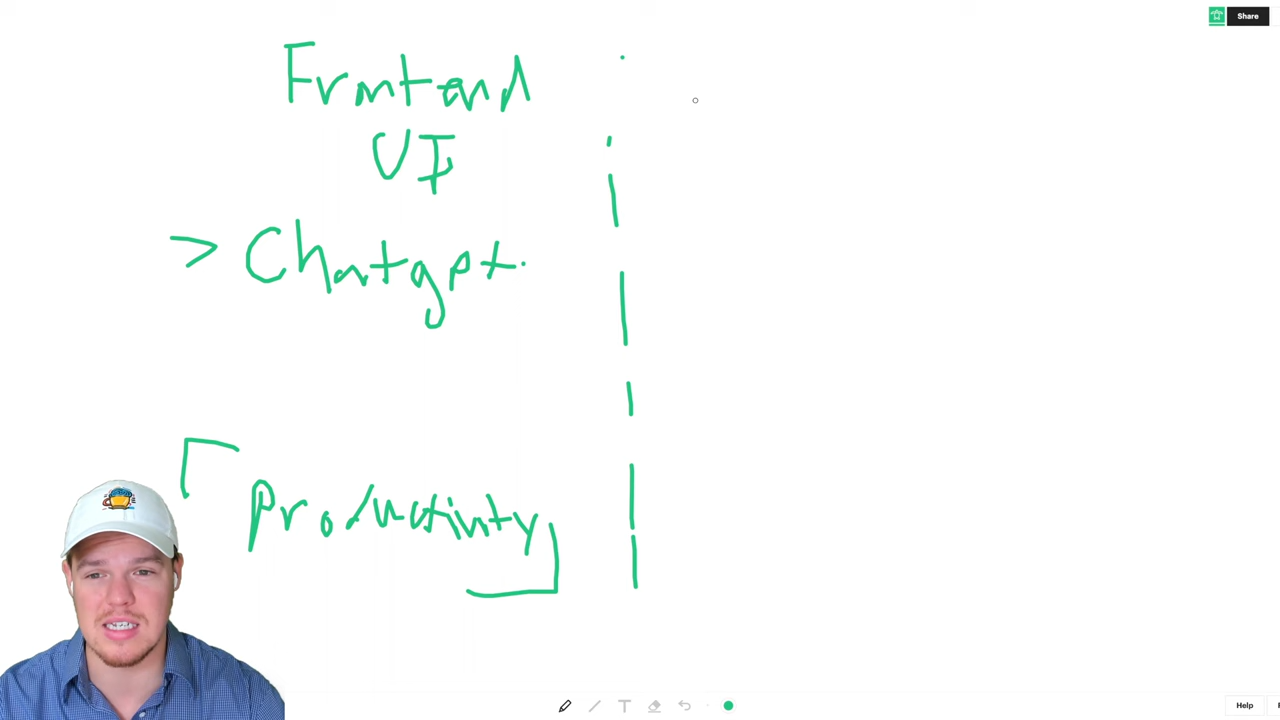 Share
Frontend
UI
> Chatgpt.
Productivity
T
Help